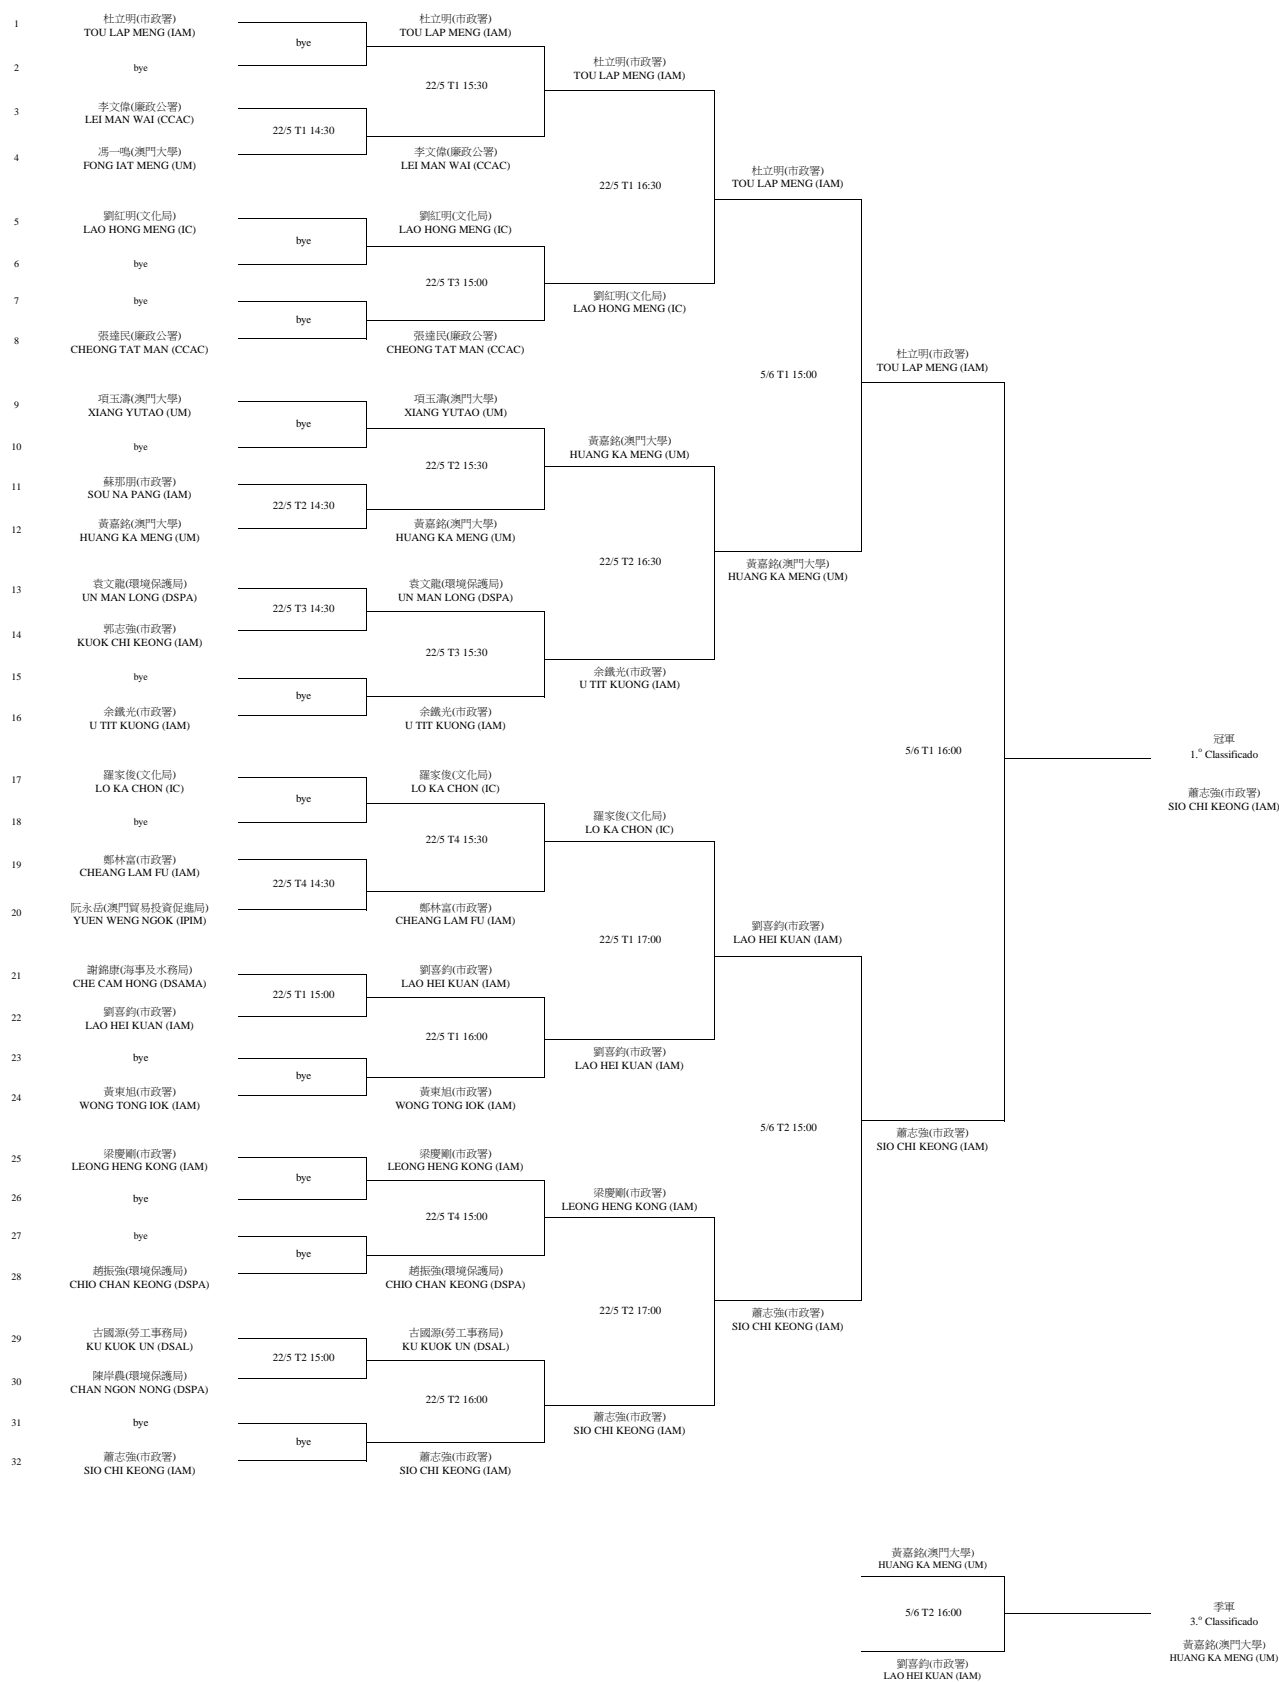 1
杜立明(市政署)
TOU LAP MENG (IAM)
2
bye
3
李文偉(廉政公署)
LEI MAN WAI (CCAC)
4
馮一鳴(澳門大學)
FONG IAT MENG (UM)
5
劉紅明(文化局)
LAO HONG MENG (IC)
6
bye
7
bye
8
張達民(廉政公署)
CHEONG TAT MAN (CCAC)
9
項玉濤(澳門大學)
XIANG YUTAO (UM)
10
bye
11
蘇那朋(市政署)
SOU NA PANG (IAM)
12
黃嘉銘(澳門大學)
HUANG KA MENG (UM)
13
袁文龍(環境保護局)
UN MAN LONG (DSPA)
14
郭志強(市政署)
KUOK CHI KEONG (IAM)
15
bye
16
余鐵光(市政署)
U TIT KUONG (IAM)
17
羅家俊(文化局)
LO KA CHON (IC)
18
bye
19
鄭林富(市政署)
CHEANG LAM FU (IAM)
20
阮永岳(澳門貿易投資促進局)
YUEN WENG NGOK (IPIM)
21
謝錦康(海事及水務局)
CHE CAM HONG (DSAMA)
22
劉喜鈞(市政署)
LAO HEI KUAN (IAM)
23
bye
24
黃東旭(市政署)
WONG TONG IOK (IAM)
25
梁慶剛(市政署)
LEONG HENG KONG (IAM)
26
bye
27
bye
28
趙振強(環境保護局)
CHIO CHAN KEONG (DSPA)
29
古國源(勞工事務局)
KU KUOK UN (DSAL)
30
陳岸農(環境保護局)
CHAN NGON NONG (DSPA)
31
bye
32
蕭志強(市政署)
SIO CHI KEONG (IAM)
bye
22/5 T1 14:30
bye
bye
bye
22/5 T2 14:30
22/5 T3 14:30
bye
bye
22/5 T4 14:30
22/5 T1 15:00
bye
bye
bye
22/5 T2 15:00
bye
杜立明(市政署)
TOU LAP MENG (IAM)
22/5 T1 15:30
李文偉(廉政公署)
LEI MAN WAI (CCAC)
劉紅明(文化局)
LAO HONG MENG (IC)
22/5 T3 15:00
張達民(廉政公署)
CHEONG TAT MAN (CCAC)
項玉濤(澳門大學)
XIANG YUTAO (UM)
22/5 T2 15:30
黃嘉銘(澳門大學)
HUANG KA MENG (UM)
袁文龍(環境保護局)
UN MAN LONG (DSPA)
22/5 T3 15:30
余鐵光(市政署)
U TIT KUONG (IAM)
羅家俊(文化局)
LO KA CHON (IC)
22/5 T4 15:30
鄭林富(市政署)
CHEANG LAM FU (IAM)
劉喜鈞(市政署)
LAO HEI KUAN (IAM)
22/5 T1 16:00
黃東旭(市政署)
WONG TONG IOK (IAM)
梁慶剛(市政署)
LEONG HENG KONG (IAM)
22/5 T4 15:00
趙振強(環境保護局)
CHIO CHAN KEONG (DSPA)
古國源(勞工事務局)
KU KUOK UN (DSAL)
22/5 T2 16:00
蕭志強(市政署)
SIO CHI KEONG (IAM)
杜立明(市政署)
TOU LAP MENG (IAM)
22/5 T1 16:30
劉紅明(文化局)
LAO HONG MENG (IC)
黃嘉銘(澳門大學)
HUANG KA MENG (UM)
22/5 T2 16:30
余鐵光(市政署)
U TIT KUONG (IAM)
羅家俊(文化局)
LO KA CHON (IC)
22/5 T1 17:00
劉喜鈞(市政署)
LAO HEI KUAN (IAM)
梁慶剛(市政署)
LEONG HENG KONG (IAM)
22/5 T2 17:00
蕭志強(市政署)
SIO CHI KEONG (IAM)
杜立明(市政署)
TOU LAP MENG (IAM)
5/6 T1 15:00
黃嘉銘(澳門大學)
HUANG KA MENG (UM)
劉喜鈞(市政署)
LAO HEI KUAN (IAM)
5/6 T2 15:00
蕭志強(市政署)
SIO CHI KEONG (IAM)
杜立明(市政署)
TOU LAP MENG (IAM)
5/6 T1 16:00
蕭志強(市政署)
SIO CHI KEONG (IAM)
冠軍
1.º Classificado
蕭志強(市政署)
SIO CHI KEONG (IAM)
黃嘉銘(澳門大學)
HUANG KA MENG (UM)
5/6 T2 16:00
劉喜鈞(市政署)
LAO HEI KUAN (IAM)
季軍
3.º Classificado
黃嘉銘(澳門大學)
HUANG KA MENG (UM)